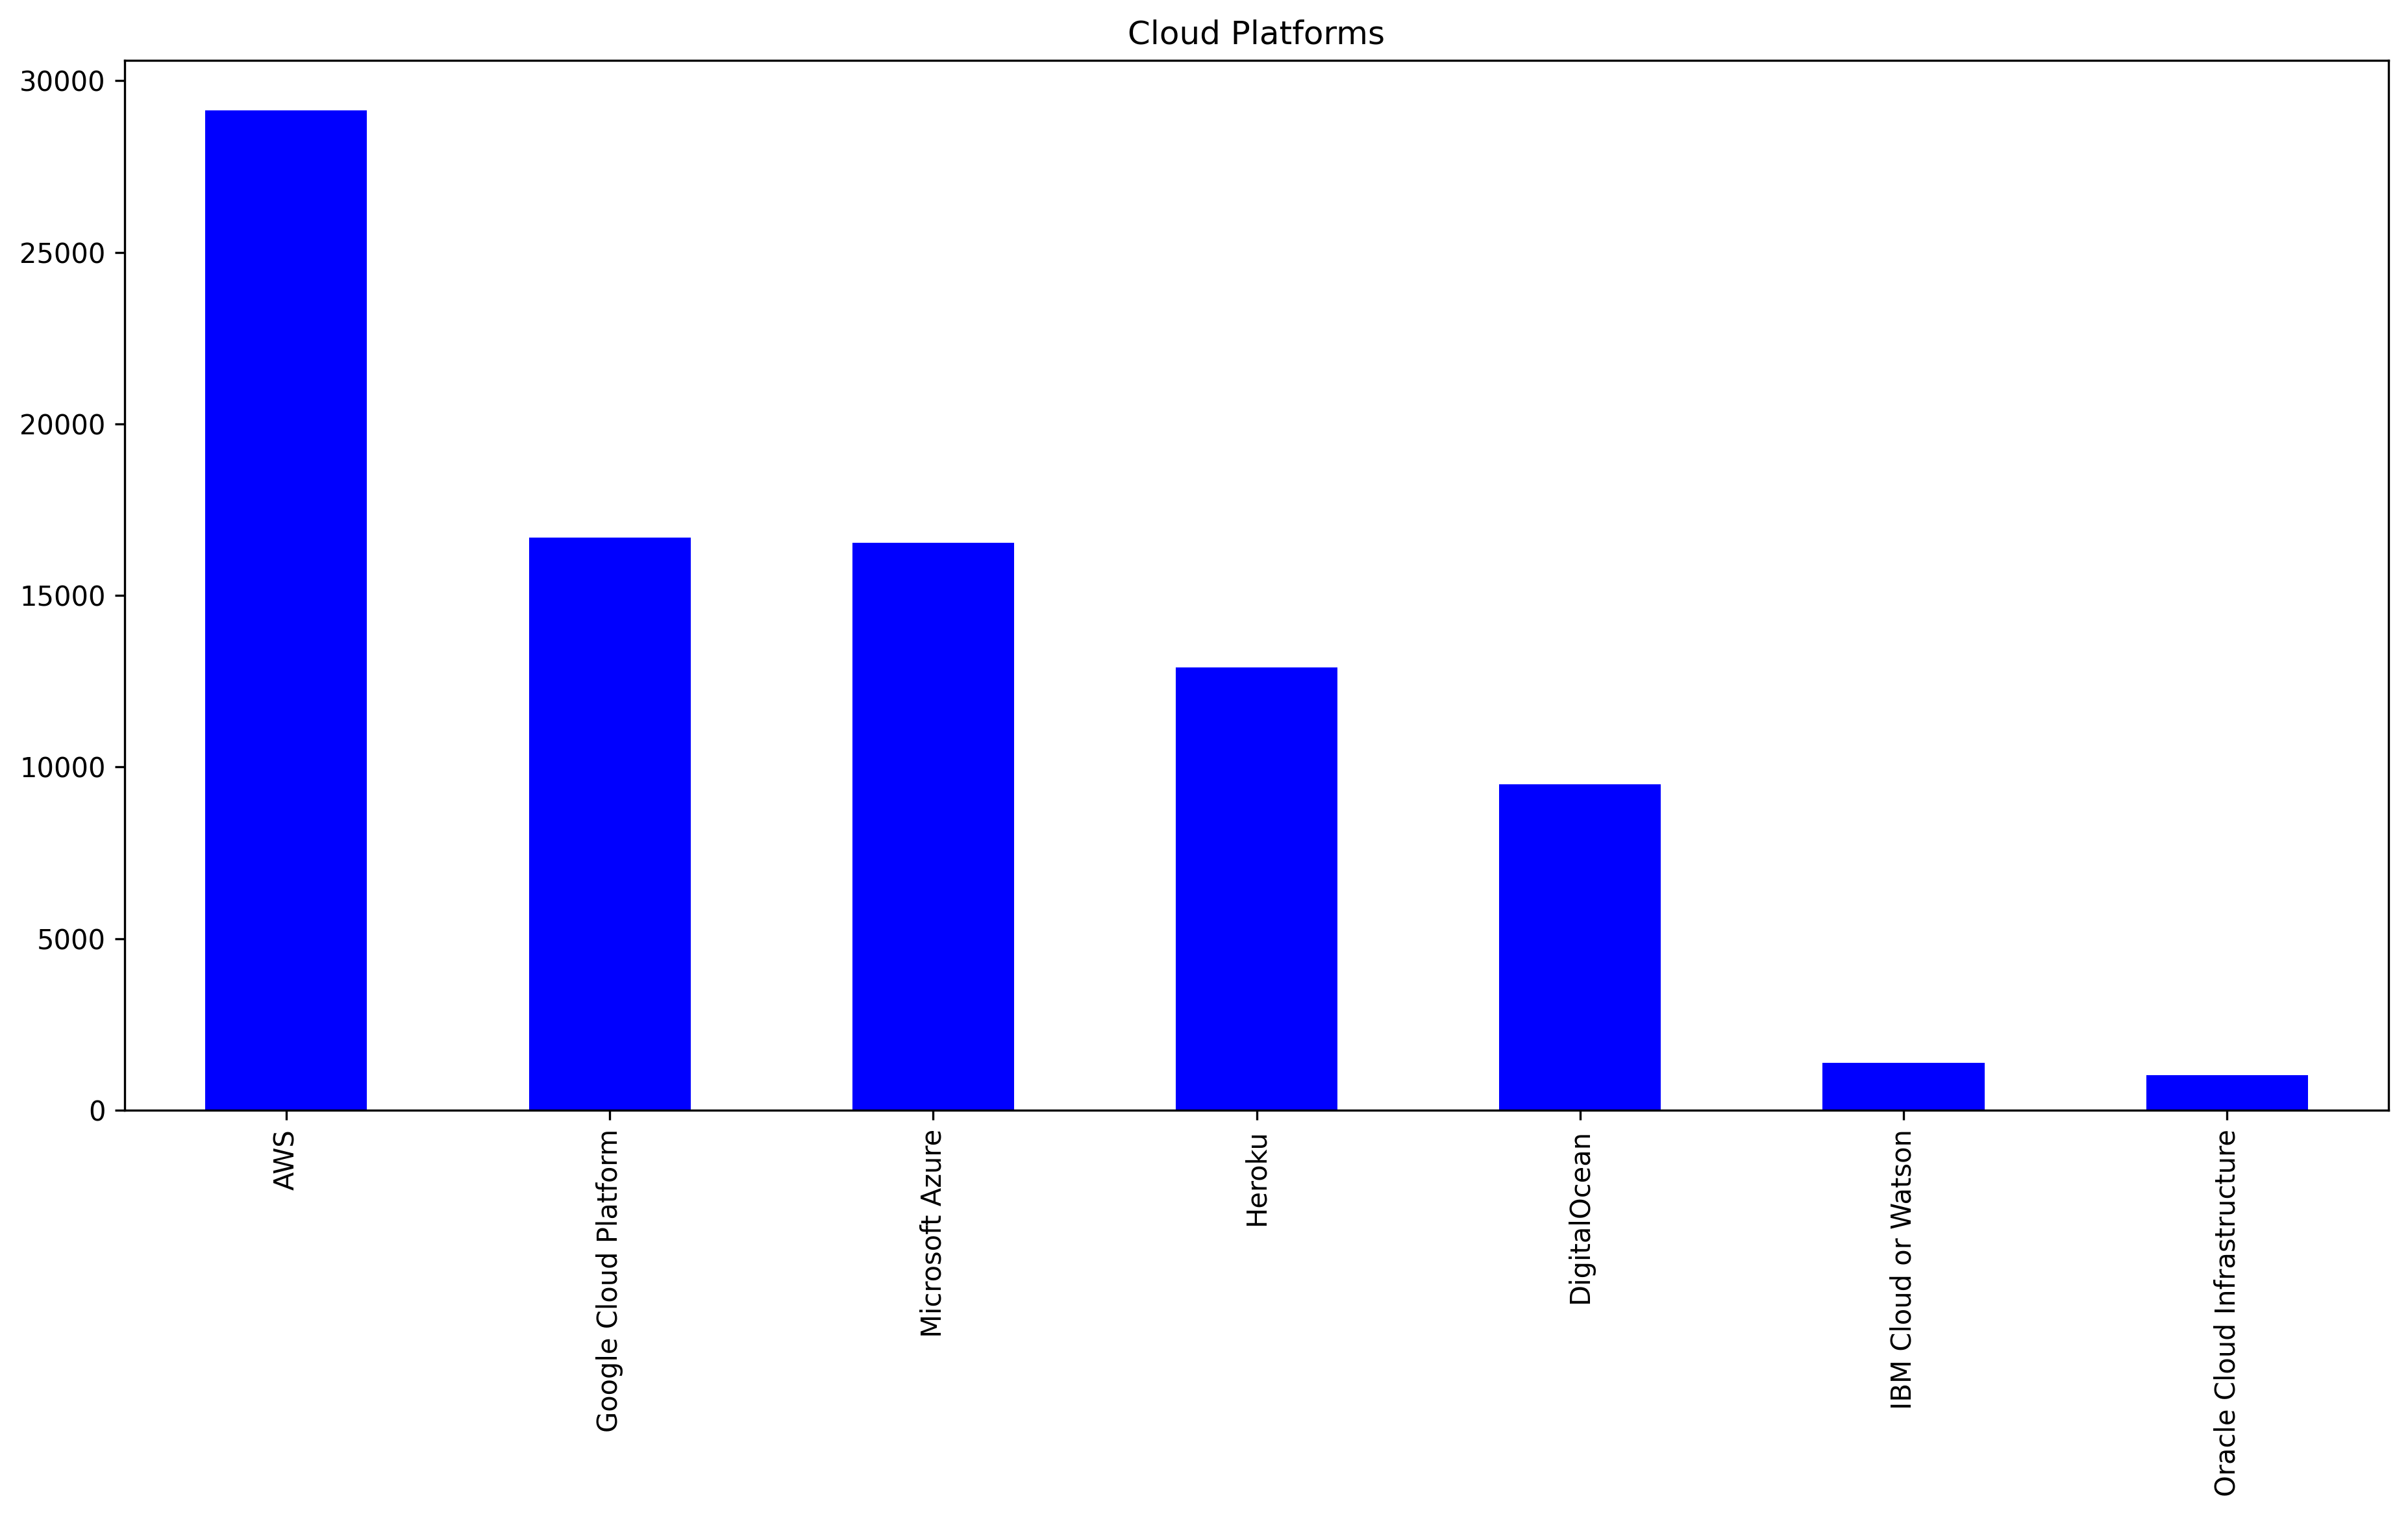 Cloud Platforms
30000
25000
20000
15000
10000
5000
0
AWS
Google Cloud Platform
Microsoft Azure
Heroku
DigitalOcean
IBM Cloud or Watson
Oracle Cloud Infrastructure